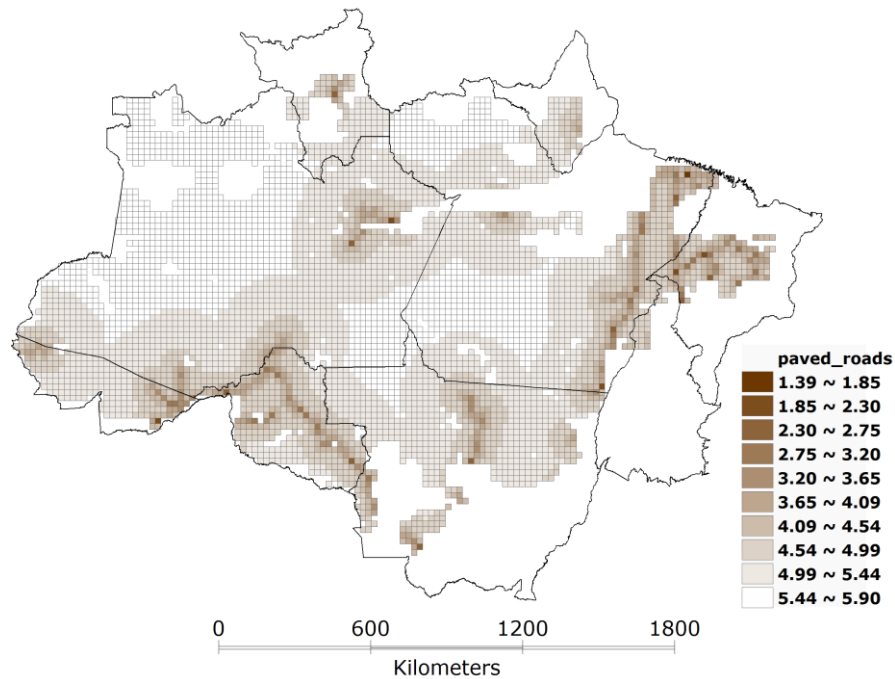 paved_roads
1.39 ~ 1.85
1.85 ~ 2.30
2.30 ~ 2.75
2.75 ~ 3.20
3.20 ~ 3.65
3.65 ~ 4.09
4.09 ~ 4.54
4.54 ~ 4.99
4.99 ~ 5.44
5.44 ~ 5.90
0 600 1200 1800
Kilometers